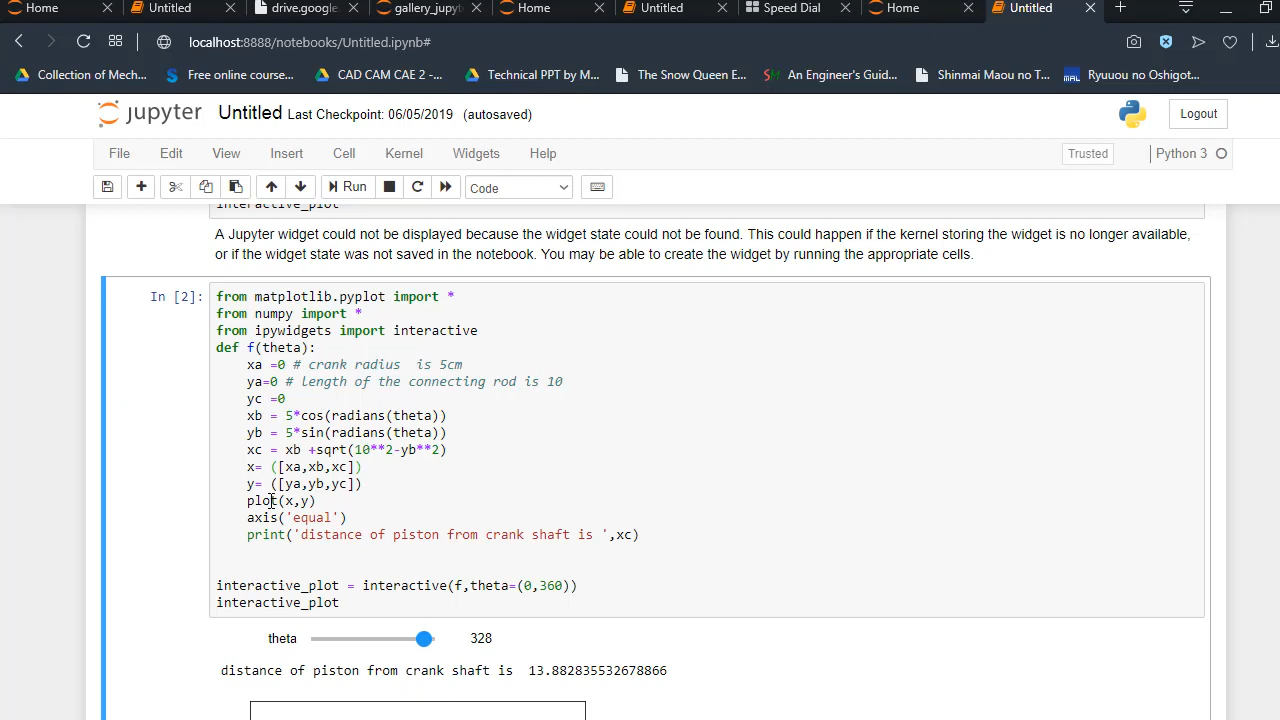 Home Untitled drive.google. gallery_jupyt Home Untitled Speed Dial Home Untitled
localhost:8888/notebooks/Untitled.ipynb#
Collection of Mech... Free online course... CAD CAM CAE 2 -... Technical PPT by M... The Snow Queen E... An Engineer's Guid... Shinmai Maou no T... Ryuuou no Oshigot...
jupyter Untitled Last Checkpoint: 06/05/2019 (autosaved) Logout
File Edit View Insert Cell Kernel Widgets Help Trusted Python 3
Run Code
interactive_plot
A Jupyter widget could not be displayed because the widget state could not be found. This could happen if the kernel storing the widget is no longer available,
or if the widget state was not saved in the notebook. You may be able to create the widget by running the appropriate cells.
In [2]: from matplotlib.pyplot import *
from numpy import *
from ipywidgets import interactive
def f(theta):
xa =0 # crank radius  is 5cm
ya=0 # length of the connecting rod is 10
yc =0
xb = 5*cos(radians(theta))
yb = 5*sin(radians(theta))
xc = xb +sqrt(10**2-yb**2)
x= ([xa,xb,xc])
y= ([ya,yb,yc])
plot(x,y)
axis('equal')
print('distance of piston from crank shaft is ',xc)
interactive_plot = interactive(f,theta=(0,360))
interactive_plot
theta 328
distance of piston from crank shaft is  13.882835532678866